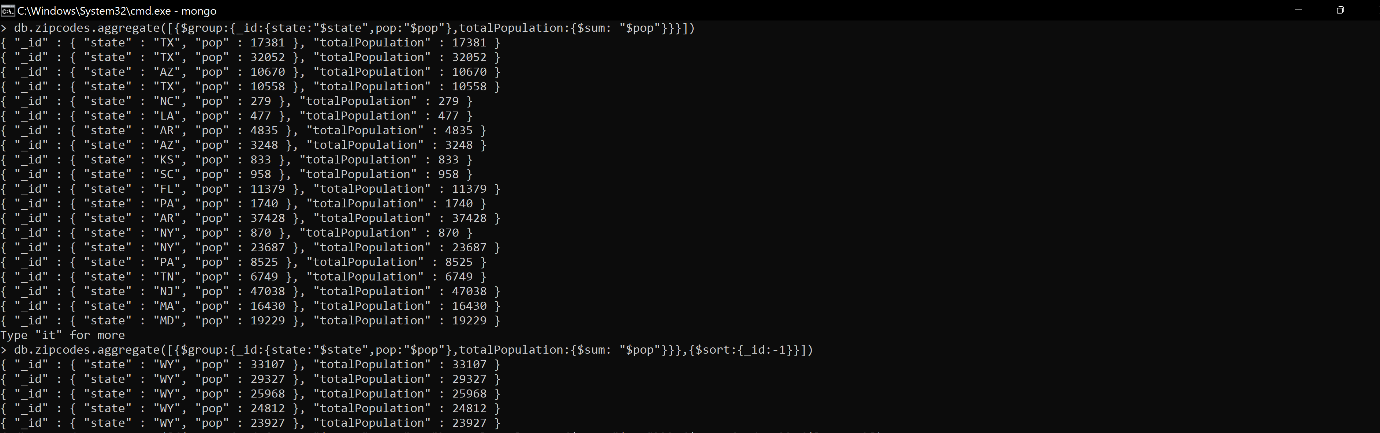 C:\Windows\System32\cmd.exe - mongo
> db.zipcodes.aggregate([{$group:{_id:{state:"$state",pop:"$pop"},totalPopulation:{$sum: "$pop"}}}])
{ "_id" : { "state" : "TX", "pop" : 17381 }, "totalPopulation" : 17381 }
{ "_id" : { "state" : "TX", "pop" : 32052 }, "totalPopulation" : 32052 }
{ "_id" : { "state" : "AZ", "pop" : 10670 }, "totalPopulation" : 10670 }
{ "_id" : { "state" : "TX", "pop" : 10558 }, "totalPopulation" : 10558 }
{ "_id" : { "state" : "NC", "pop" : 279 }, "totalPopulation" : 279 }
{ "_id" : { "state" : "LA", "pop" : 477 }, "totalPopulation" : 477 }
{ "_id" : { "state" : "AR", "pop" : 4835 }, "totalPopulation" : 4835 }
{ "_id" : { "state" : "AZ", "pop" : 3248 }, "totalPopulation" : 3248 }
{ "_id" : { "state" : "KS", "pop" : 833 }, "totalPopulation" : 833 }
{ "_id" : { "state" : "SC", "pop" : 958 }, "totalPopulation" : 958 }
{ "_id" : { "state" : "FL", "pop" : 11379 }, "totalPopulation" : 11379 }
{ "_id" : { "state" : "PA", "pop" : 1740 }, "totalPopulation" : 1740 }
{ "_id" : { "state" : "AR", "pop" : 37428 }, "totalPopulation" : 37428 }
{ "_id" : { "state" : "NY", "pop" : 870 }, "totalPopulation" : 870 }
{ "_id" : { "state" : "NY", "pop" : 23687 }, "totalPopulation" : 23687 }
{ "_id" : { "state" : "PA", "pop" : 8525 }, "totalPopulation" : 8525 }
{ "_id" : { "state" : "TN", "pop" : 6749 }, "totalPopulation" : 6749 }
{ "_id" : { "state" : "NJ", "pop" : 47038 }, "totalPopulation" : 47038 }
{ "_id" : { "state" : "MA", "pop" : 16430 }, "totalPopulation" : 16430 }
{ "_id" : { "state" : "MD", "pop" : 19229 }, "totalPopulation" : 19229 }
Type "it" for more
> db.zipcodes.aggregate([{$group:{_id:{state:"$state",pop:"$pop"},totalPopulation:{$sum: "$pop"}}},{$sort:{_id:-1}}])
{ "_id" : { "state" : "WY", "pop" : 33107 }, "totalPopulation" : 33107 }
{ "_id" : { "state" : "WY", "pop" : 29327 }, "totalPopulation" : 29327 }
{ "_id" : { "state" : "WY", "pop" : 25968 }, "totalPopulation" : 25968 }
{ "_id" : { "state" : "WY", "pop" : 24812 }, "totalPopulation" : 24812 }
{ "_id" : { "state" : "WY", "pop" : 23927 }, "totalPopulation" : 23927 }